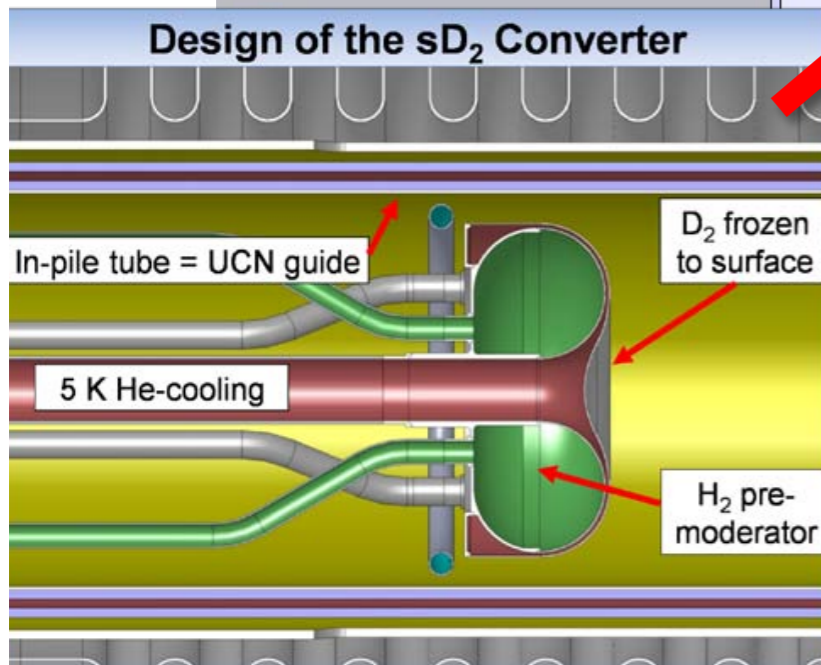 Design of the sD₂ Converter
D₂ frozen
to surface
In-pile tube = UCN guide
5 K He-cooling
H₂ pre-
moderator